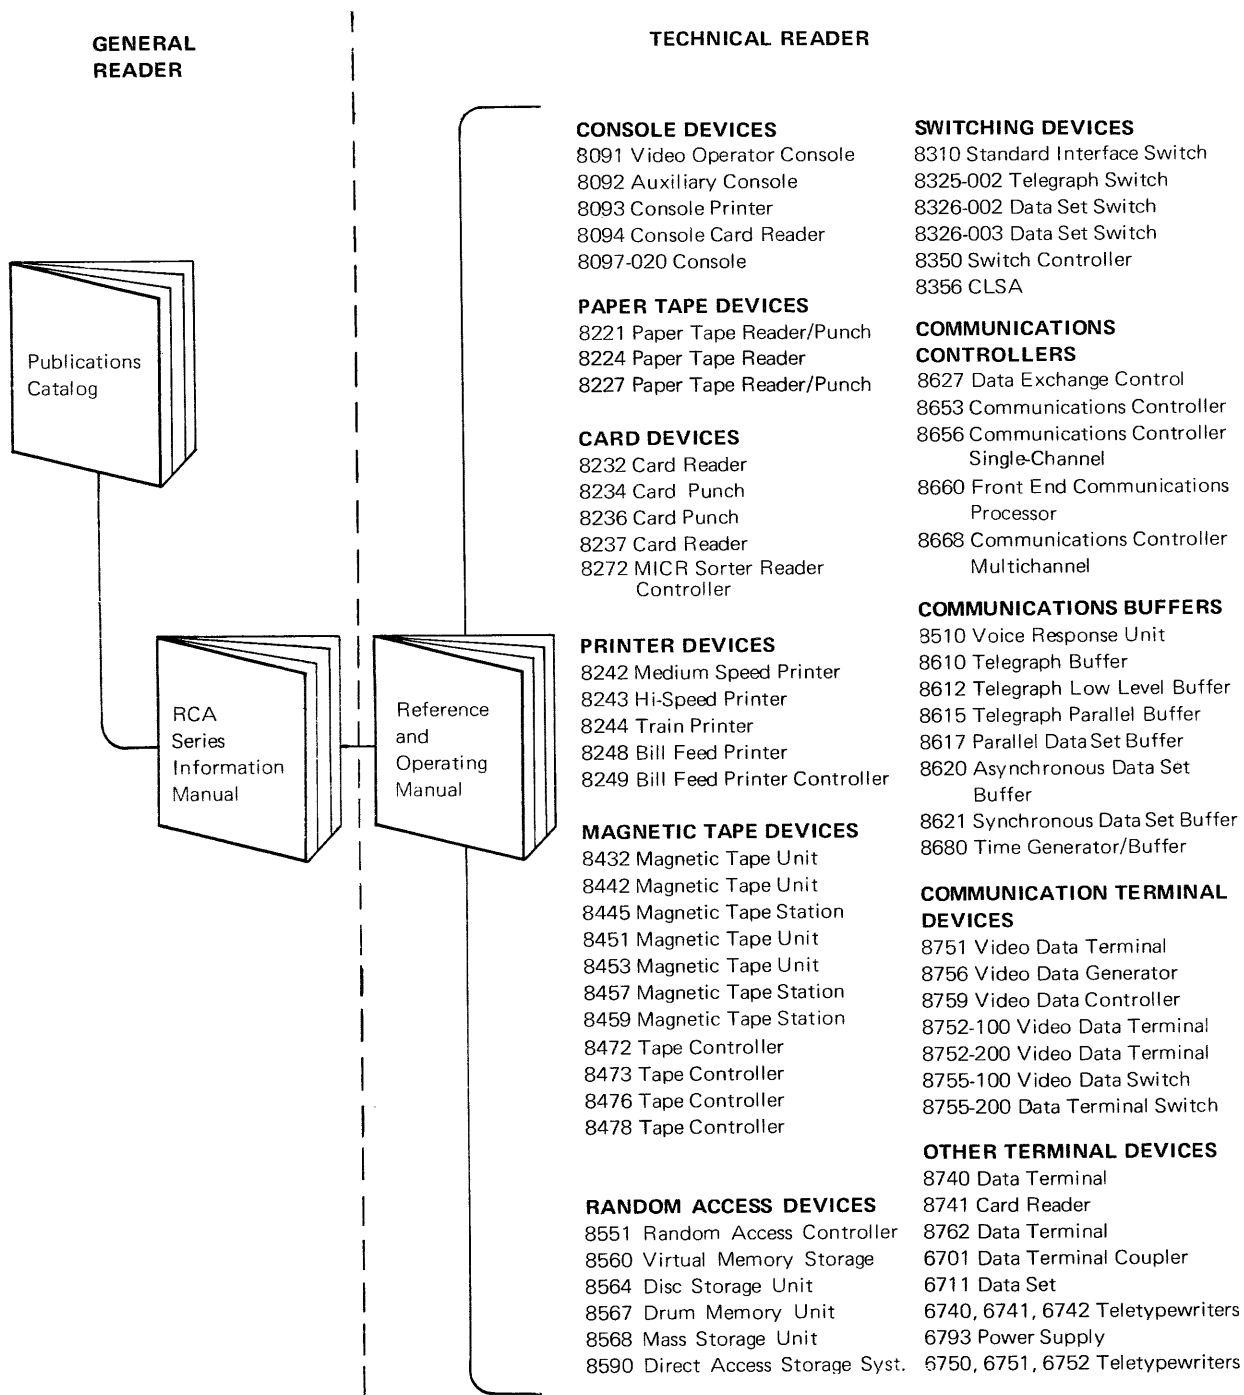 GENERAL
READER
TECHNICAL READER
Publications
Catalog
RCA
Series
Information
Manual
Reference
and
Operating
Manual
CONSOLE DEVICES
8091 Video Operator Console
8092 Auxiliary Console
8093 Console Printer
8094 Console Card Reader
8097-020 Console
PAPER TAPE DEVICES
8221 Paper Tape Reader/Punch
8224 Paper Tape Reader
8227 Paper Tape Reader/Punch
CARD DEVICES
8232 Card Reader
8234 Card Punch
8236 Card Punch
8237 Card Reader
8272 MICR Sorter Reader
Controller
PRINTER DEVICES
8242 Medium Speed Printer
8243 Hi-Speed Printer
8244 Train Printer
8248 Bill Feed Printer
8249 Bill Feed Printer Controller
MAGNETIC TAPE DEVICES
8432 Magnetic Tape Unit
8442 Magnetic Tape Unit
8445 Magnetic Tape Station
8451 Magnetic Tape Unit
8453 Magnetic Tape Unit
8457 Magnetic Tape Station
8459 Magnetic Tape Station
8472 Tape Controller
8473 Tape Controller
8476 Tape Controller
8478 Tape Controller
RANDOM ACCESS DEVICES
8551 Random Access Controller
8560 Virtual Memory Storage
8564 Disc Storage Unit
8567 Drum Memory Unit
8568 Mass Storage Unit
8590 Direct Access Storage Syst.
SWITCHING DEVICES
8310 Standard Interface Switch
8325-002 Telegraph Switch
8326-002 Data Set Switch
8326-003 Data Set Switch
8350 Switch Controller
8356 CLSA
COMMUNICATIONS
CONTROLLERS
8627 Data Exchange Control
8653 Communications Controller
8656 Communications Controller
Single-Channel
8660 Front End Communications
Processor
8668 Communications Controller
Multichannel
COMMUNICATIONS BUFFERS
8510 Voice Response Unit
8610 Telegraph Buffer
8612 Telegraph Low Level Buffer
8615 Telegraph Parallel Buffer
8617 Parallel Data Set Buffer
8620 Asynchronous Data Set
Buffer
8621 Synchronous Data Set Buffer
8680 Time Generator/Buffer
COMMUNICATION TERMINAL
DEVICES
8751 Video Data Terminal
8756 Video Data Generator
8759 Video Data Controller
8752-100 Video Data Terminal
8752-200 Video Data Terminal
8755-100 Video Data Switch
8755-200 Data Terminal Switch
OTHER TERMINAL DEVICES
8740 Data Terminal
8741 Card Reader
8762 Data Terminal
6701 Data Terminal Coupler
6711 Data Set
6740, 6741, 6742 Teletypewriters
6793 Power Supply
6750, 6751, 6752 Teletypewriters